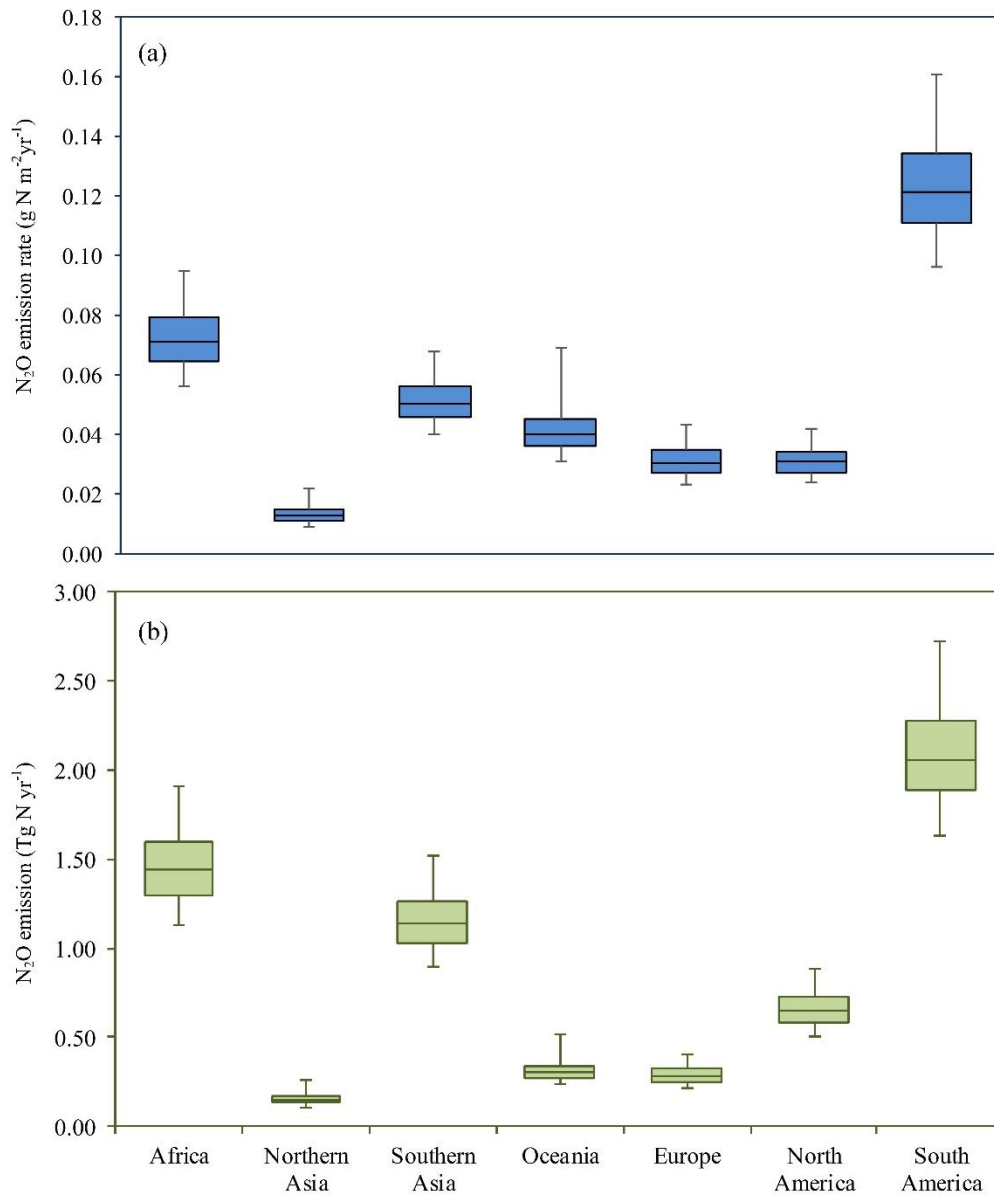 0.18
(a)
0.16
0.14
0.12
0.10
0.08
0.06
0.04
0.02
0.00
N₂O emission rate (g N m⁻²yr⁻¹)
3.00
(b)
2.50
2.00
1.50
1.00
0.50
0.00
N₂O emission (Tg N yr⁻¹)
Africa
Northern
Asia
Southern
Asia
Oceania
Europe
North
America
South
America